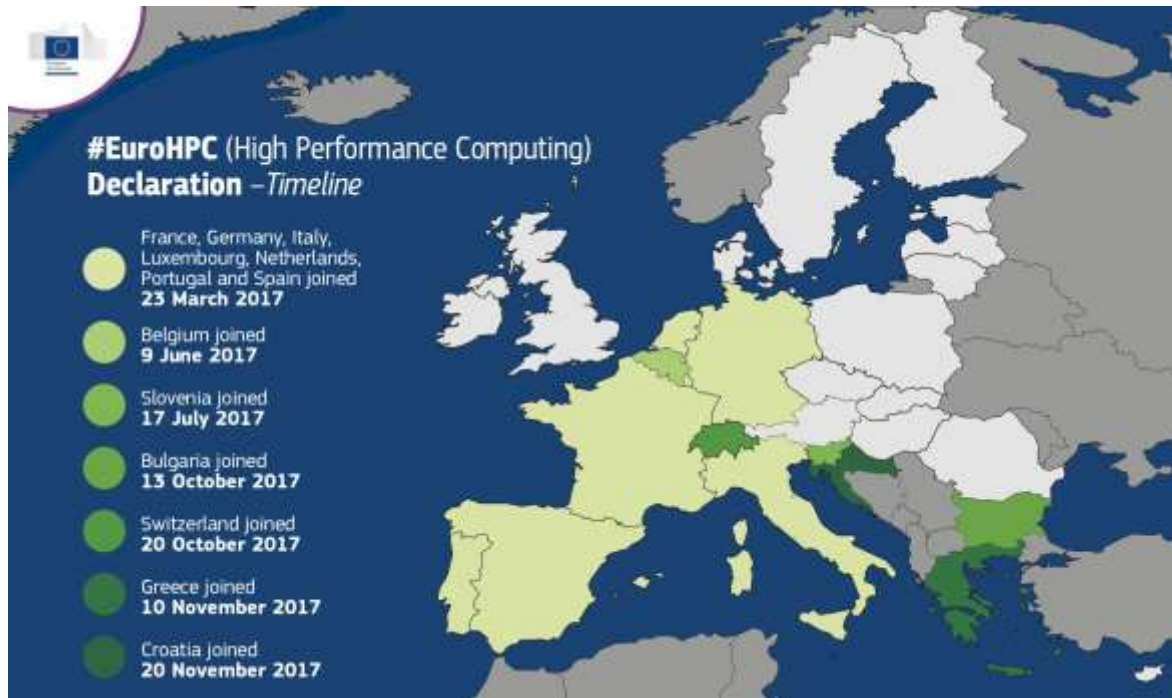 #EuroHPC (High Performance Computing)
Declaration –Timeline
France, Germany, Italy,
Luxembourg, Netherlands,
Portugal and Spain joined
23 March 2017
Belgium joined
9 June 2017
Slovenia joined
17 July 2017
Bulgaria joined
13 October 2017
Switzerland joined
20 October 2017
Greece joined
10 November 2017
Croatia joined
20 November 2017